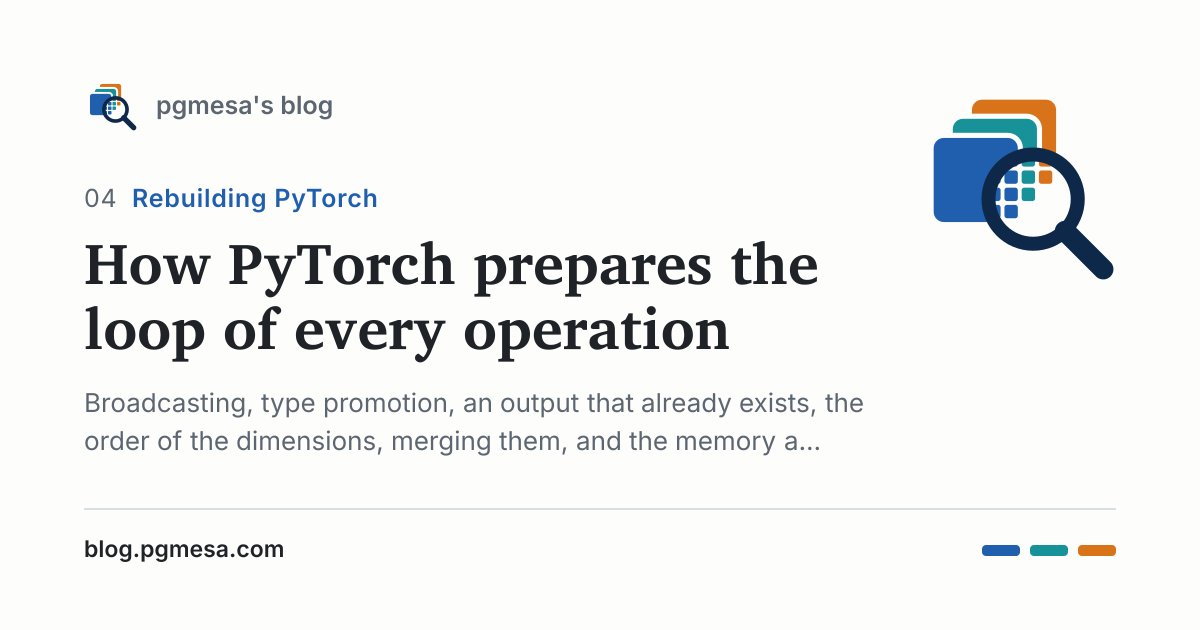 pgmesa's blog
04 Rebuilding PyTorch
How PyTorch prepares the
loop of every operation
Broadcasting, type promotion, an output that already exists, the
order of the dimensions, merging them, and the memory a...
blog.pgmesa.com